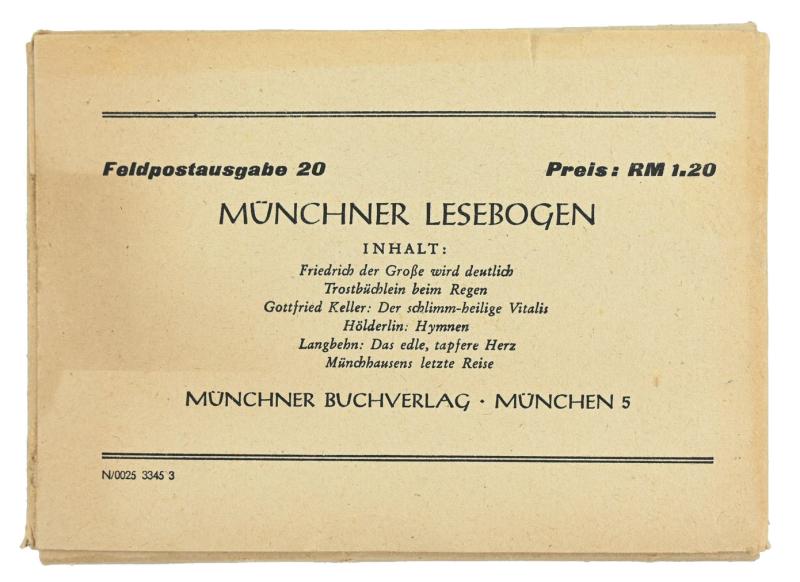 Feldpostausgabe 20 Preis: RM 1.20
MÜNCHNER LESEBOGEN
INHALT:
Friedrich der Große wird deutlich
Trostbüchlein beim Regen
Gottfried Keller: Der schlimm-heilige Vitalis
Hölderlin: Hymnen
Langbehn: Das edle, tapfere Herz
Münchhausens letzte Reise
MÜNCHNER BUCHVERLAG · MÜNCHEN 5
N/0025 3345 3